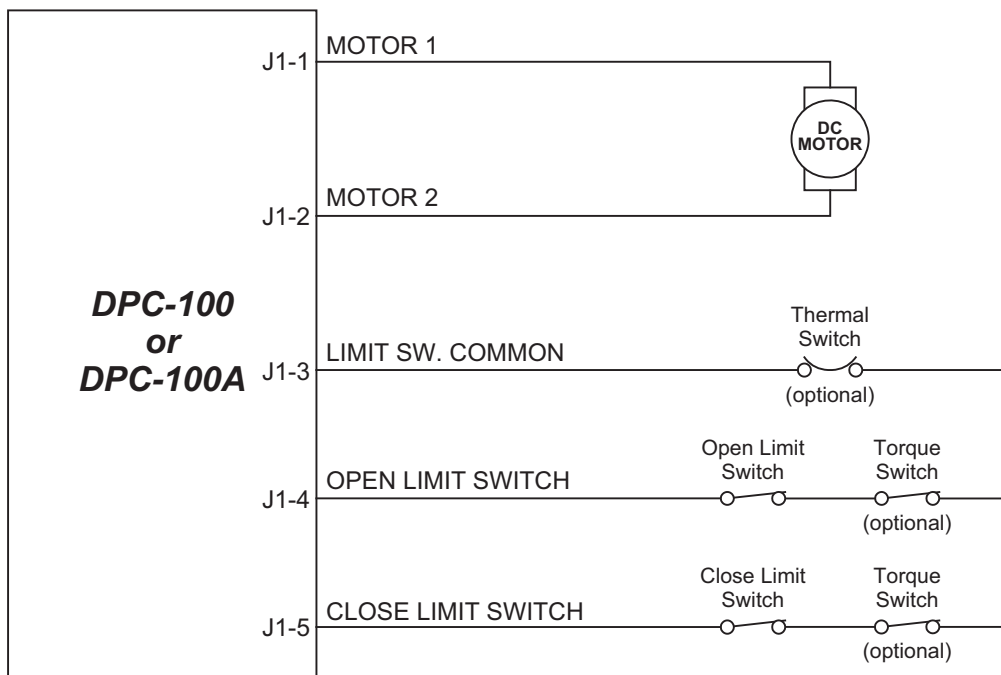 J1-1
MOTOR 1
DC
MOTOR
J1-2
MOTOR 2
DPC-100
or
DPC-100A
J1-3
LIMIT SW. COMMON
Thermal
Switch
(optional)
J1-4
OPEN LIMIT SWITCH
Open Limit
Switch
Torque
Switch
(optional)
J1-5
CLOSE LIMIT SWITCH
Close Limit
Switch
Torque
Switch
(optional)